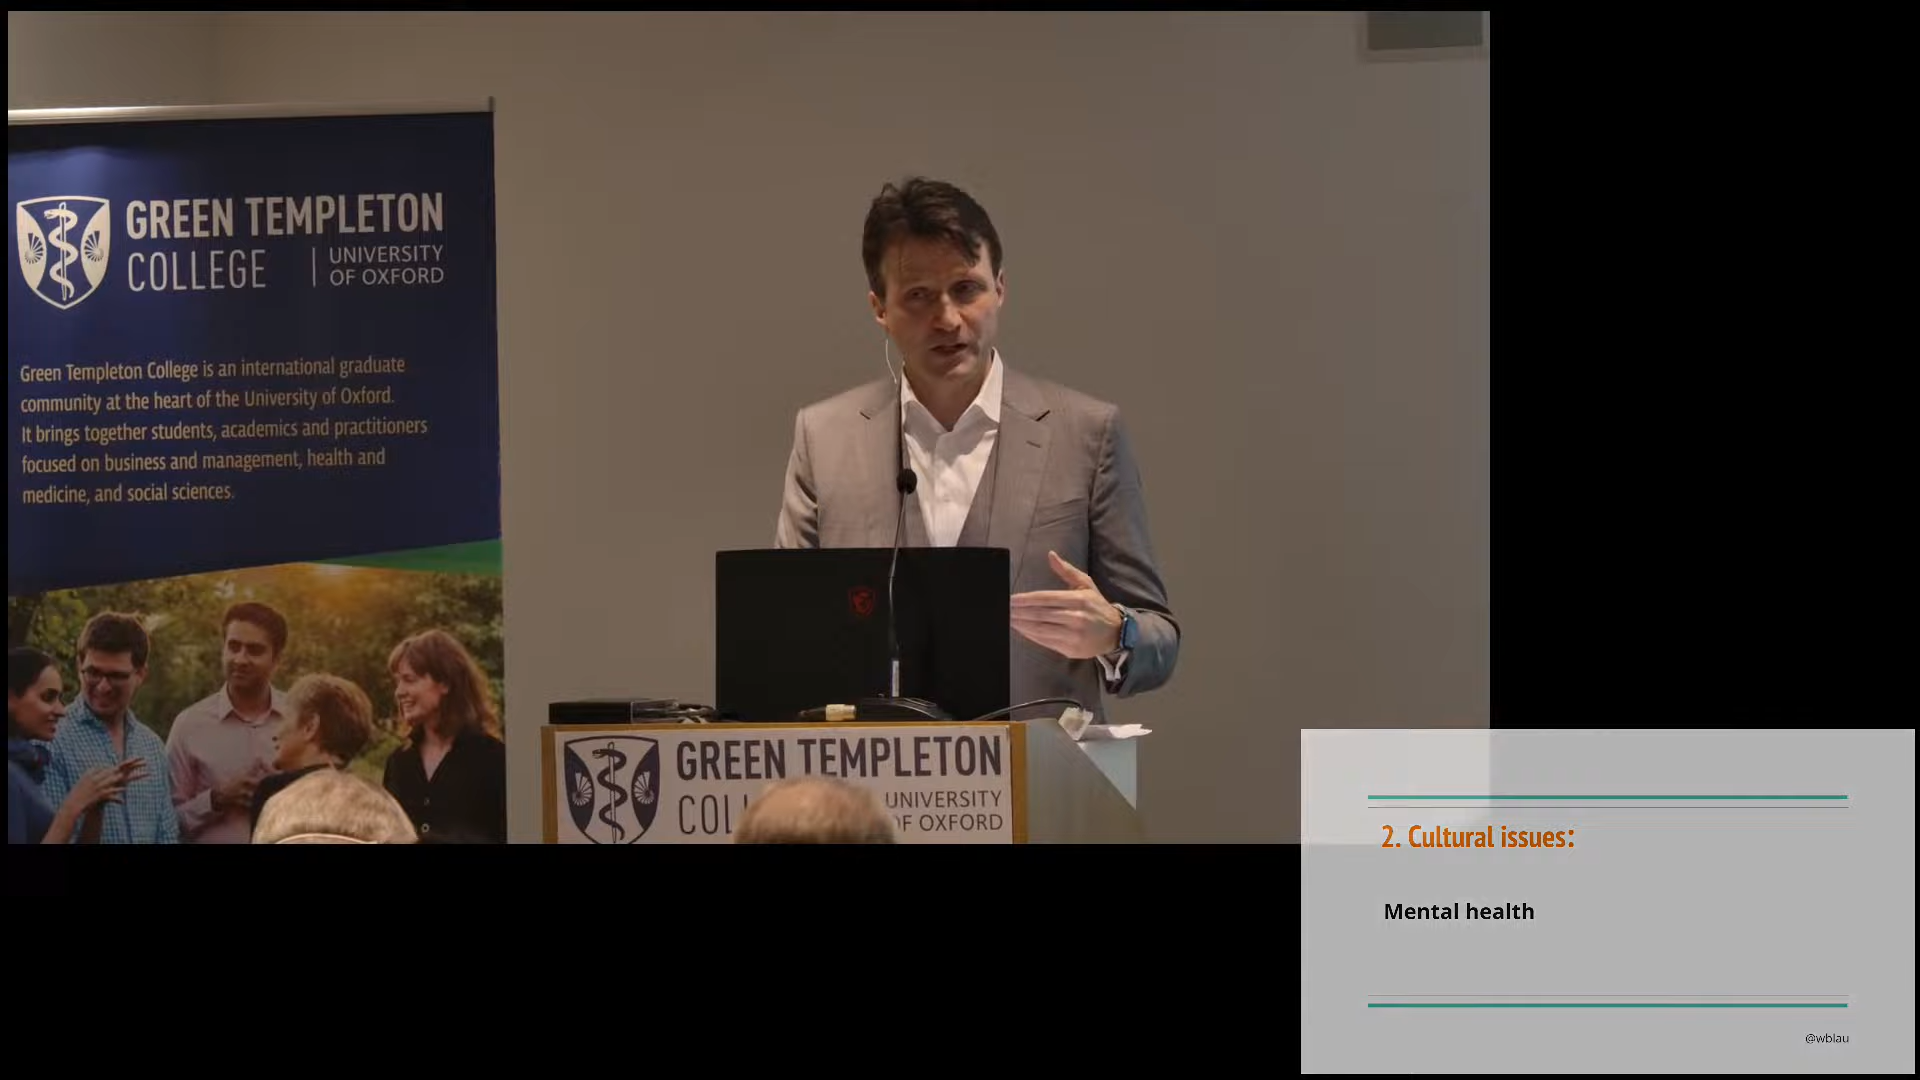 GREEN TEMPLETON
COLLEGE
UNIVERSITY
OF OXFORD
Green Templeton College is an international graduate
community at the heart of the University of Oxford.
It brings together students, academics and practitioners
focused on business and management, health and
medicine, and social sciences.
GREEN TEMPLETON
COL
UNIVERSITY
OF OXFORD
2. Cultural issues:
Mental health
@wblau